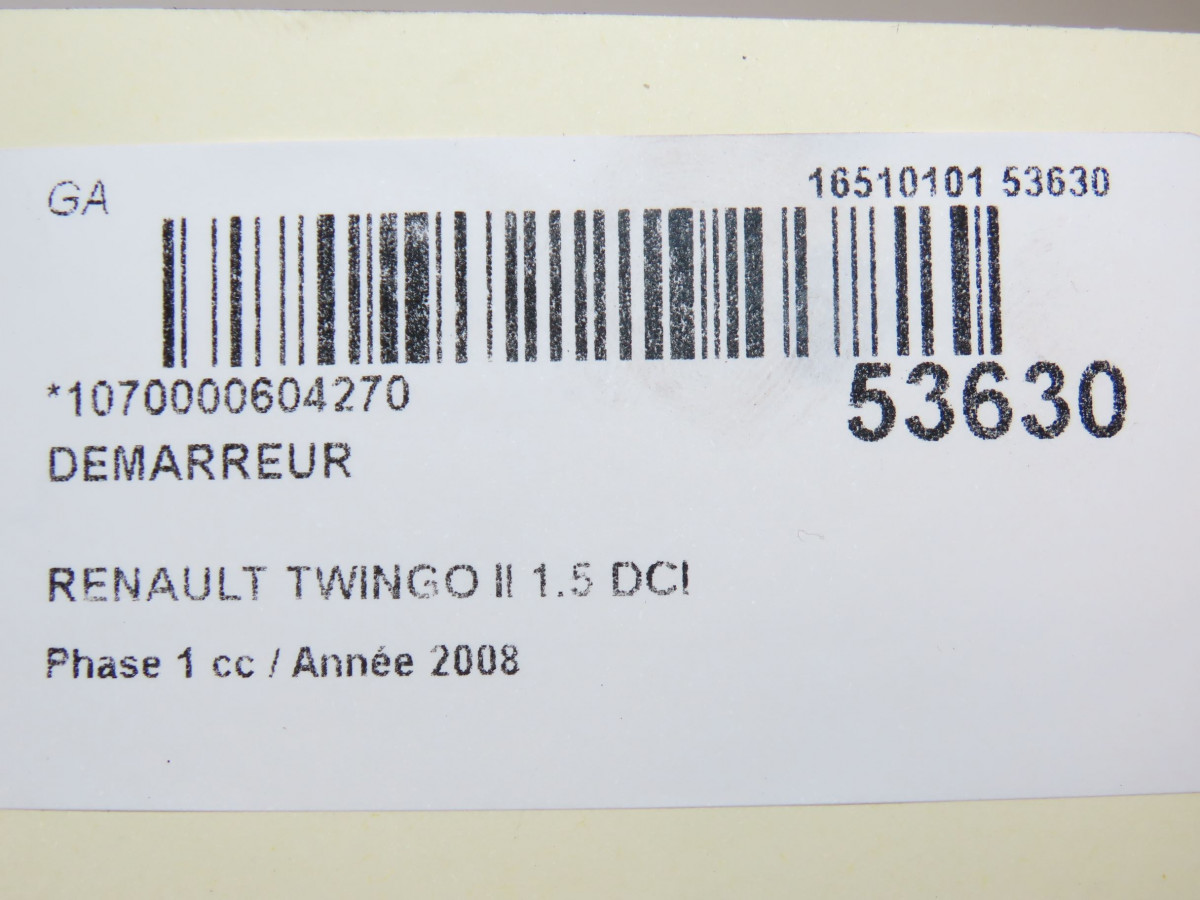 GA
16510101 53630
*1070000604270
53630
DEMARREUR
RENAULT TWINGO II 1.5 DCI
Phase 1 cc / Année 2008